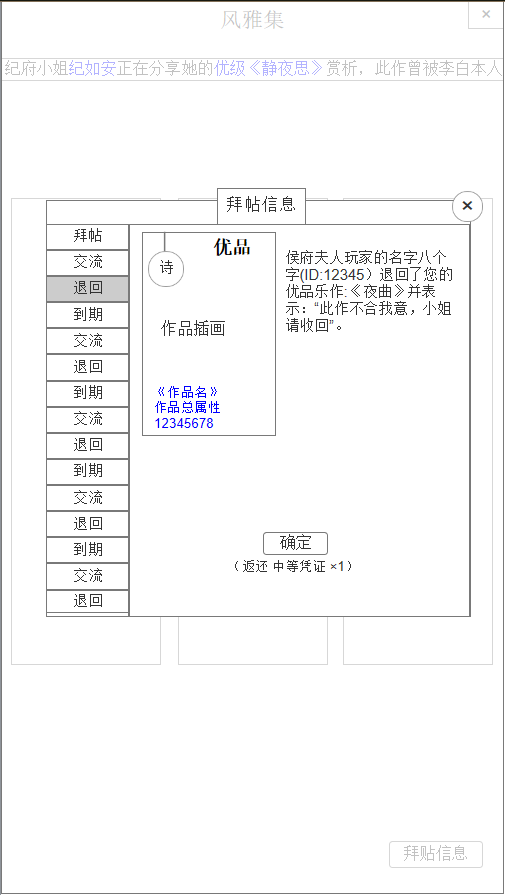 风雅集
×
纪府小姐纪如安正在分享她的优级《静夜思》赏析，此作曾被李白本人
拜帖信息
×
拜帖
交流
退回
到期
交流
退回
到期
交流
退回
到期
交流
退回
到期
交流
退回
优品
诗
作品插画
《作品名》
作品总属性
12345678
侯府夫人玩家的名字八个
字(ID:12345）退回了您的
优品乐作:《夜曲》并表
示：“此作不合我意，小姐
请收回”。
确定
（返还 中等凭证 ×1）
拜贴信息